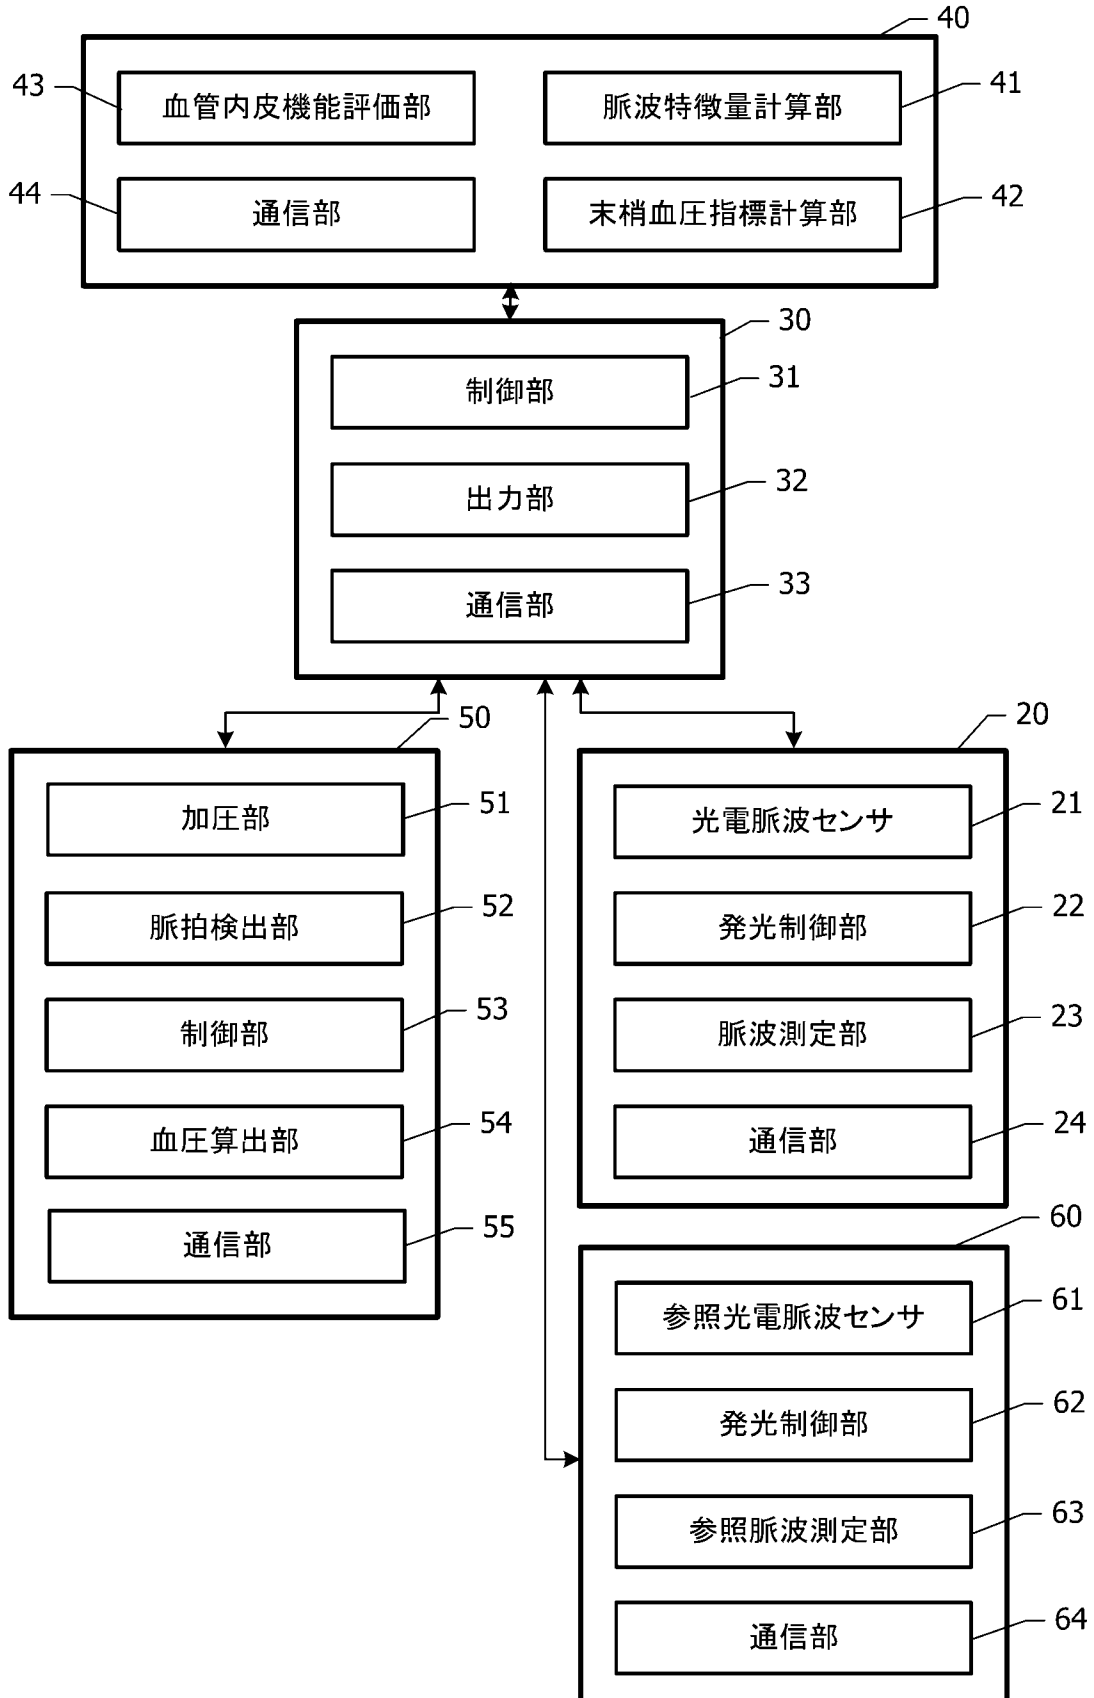 40
43
血管内皮機能評価部
脈波特徴量計算部
41
44
通信部
末梢血圧指標計算部
42
30
制御部
31
出力部
32
通信部
33
50
加圧部
51
脈拍検出部
52
制御部
53
血圧算出部
54
通信部
55
20
光電脈波センサ
21
発光制御部
22
脈波測定部
23
通信部
24
60
参照光電脈波センサ
61
発光制御部
62
参照脈波測定部
63
通信部
64